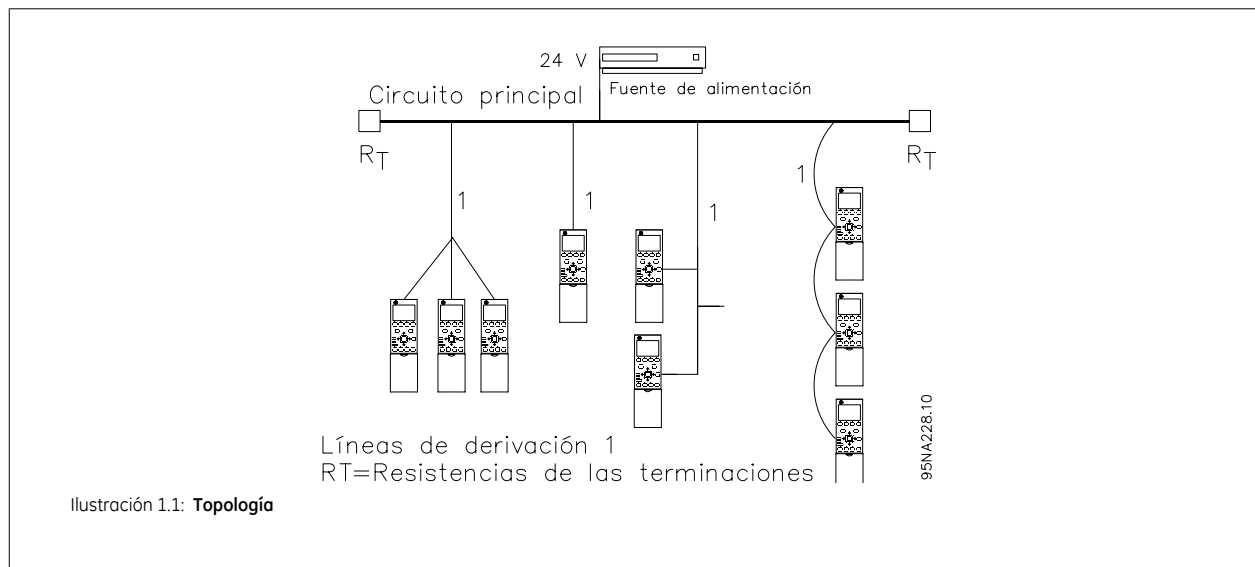 24 V
Circuito principal
Fuente de alimentación
RT
RT
1
1
1
1
Líneas de derivación 1
RT=Resistencias de las terminaciones
95NA228.10
Ilustración 1.1: Topología